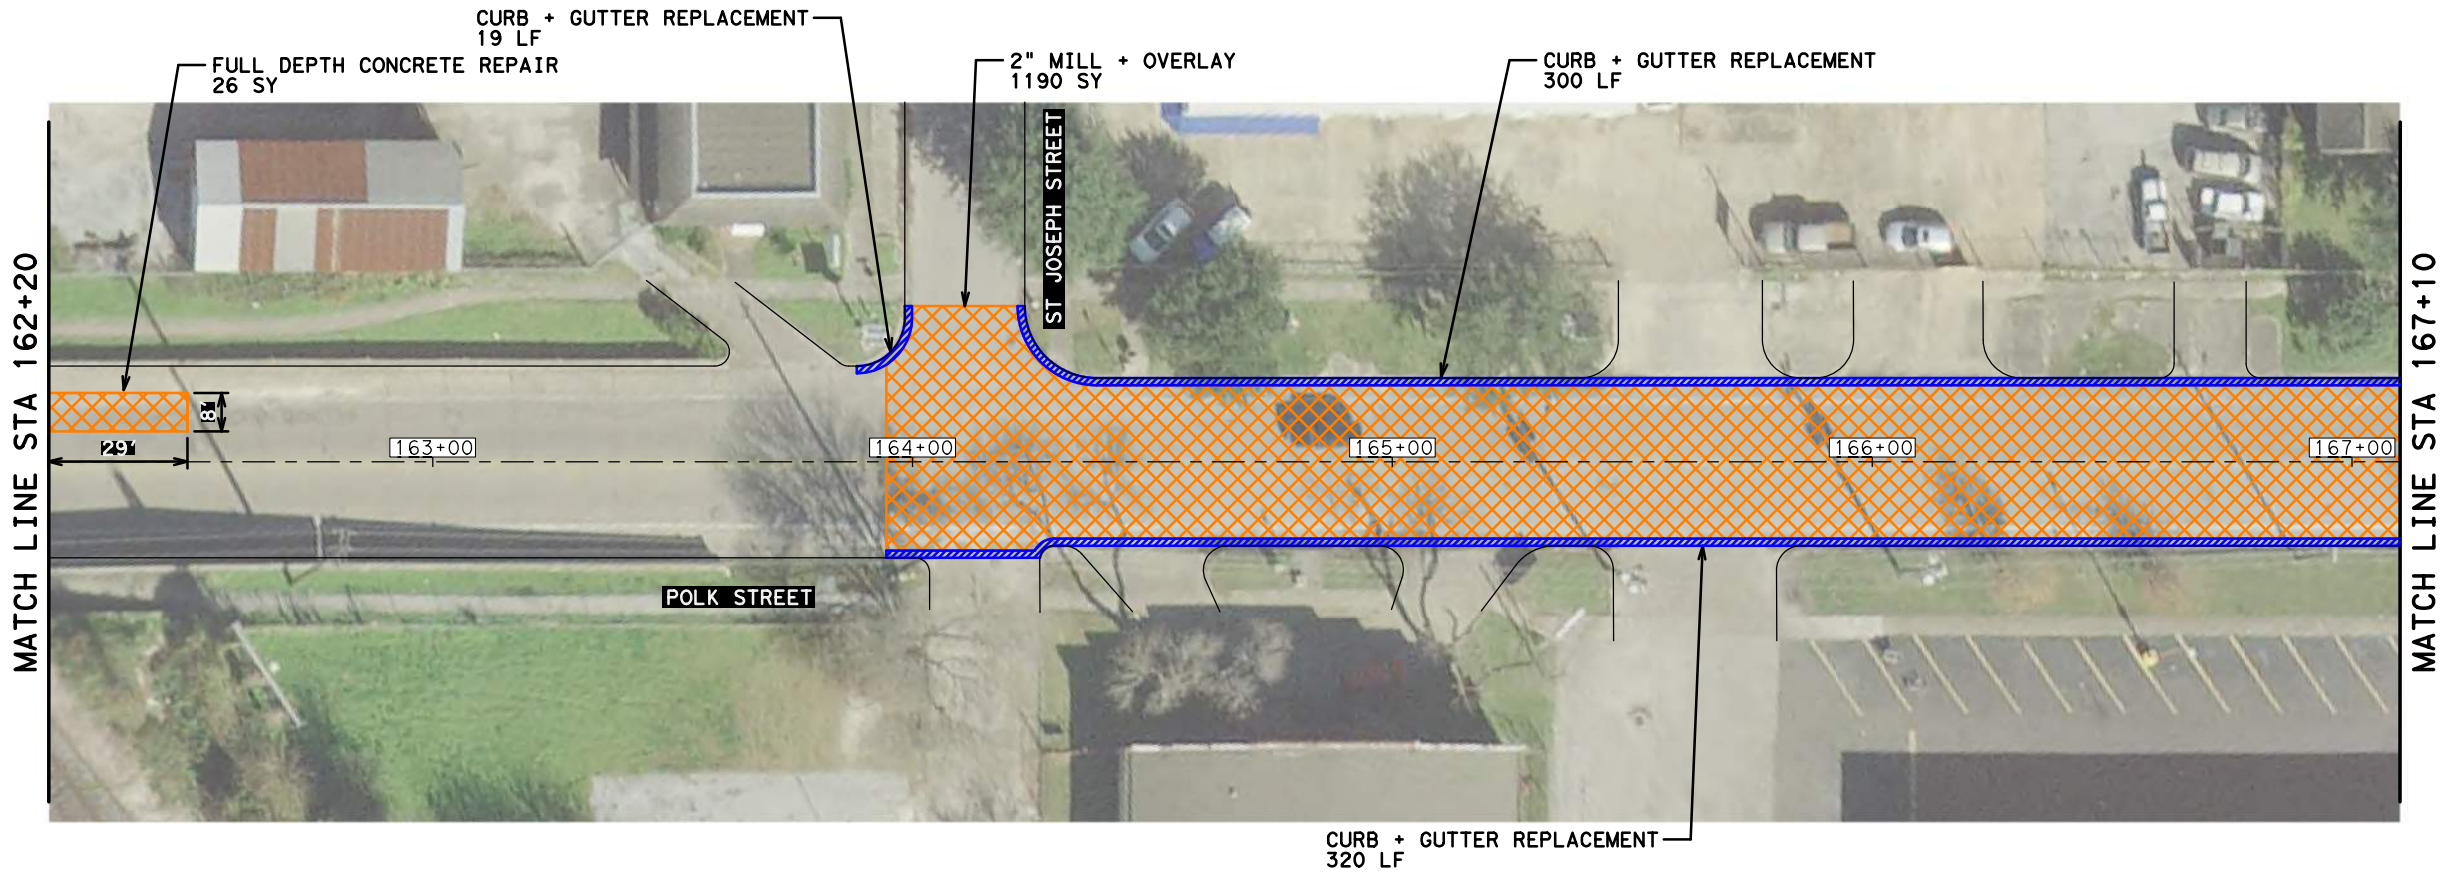 CURB + GUTTER REPLACEMENT
19 LF
FULL DEPTH CONCRETE REPAIR
26 SY
2" MILL + OVERLAY
1190 SY
CURB + GUTTER REPLACEMENT
300 LF
ST JOSEPH STREET
MATCH LINE STA 162+20
MATCH LINE STA 167+10
8'
29'
163+00
164+00
165+00
166+00
167+00
POLK STREET
CURB + GUTTER REPLACEMENT
320 LF